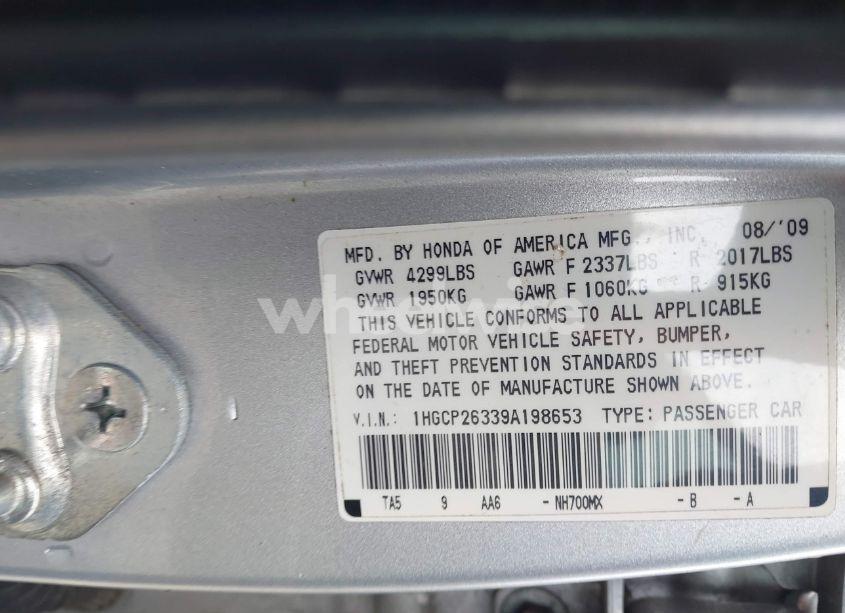 MFD. BY HONDA OF AMERICA MFG., INC. 08/'09
GVWR 4299LBS GAWR F 2337LBS R 2017LBS
GVWR 1950KG GAWR F 1060KG R 915KG
THIS VEHICLE CONFORMS TO ALL APPLICABLE
FEDERAL MOTOR VEHICLE SAFETY, BUMPER,
AND THEFT PREVENTION STANDARDS IN EFFECT
ON THE DATE OF MANUFACTURE SHOWN ABOVE.
V.I.N.: 1HGCP26339A198653 TYPE: PASSENGER CAR
TA5 9 AA6 - NH700MX - B - A